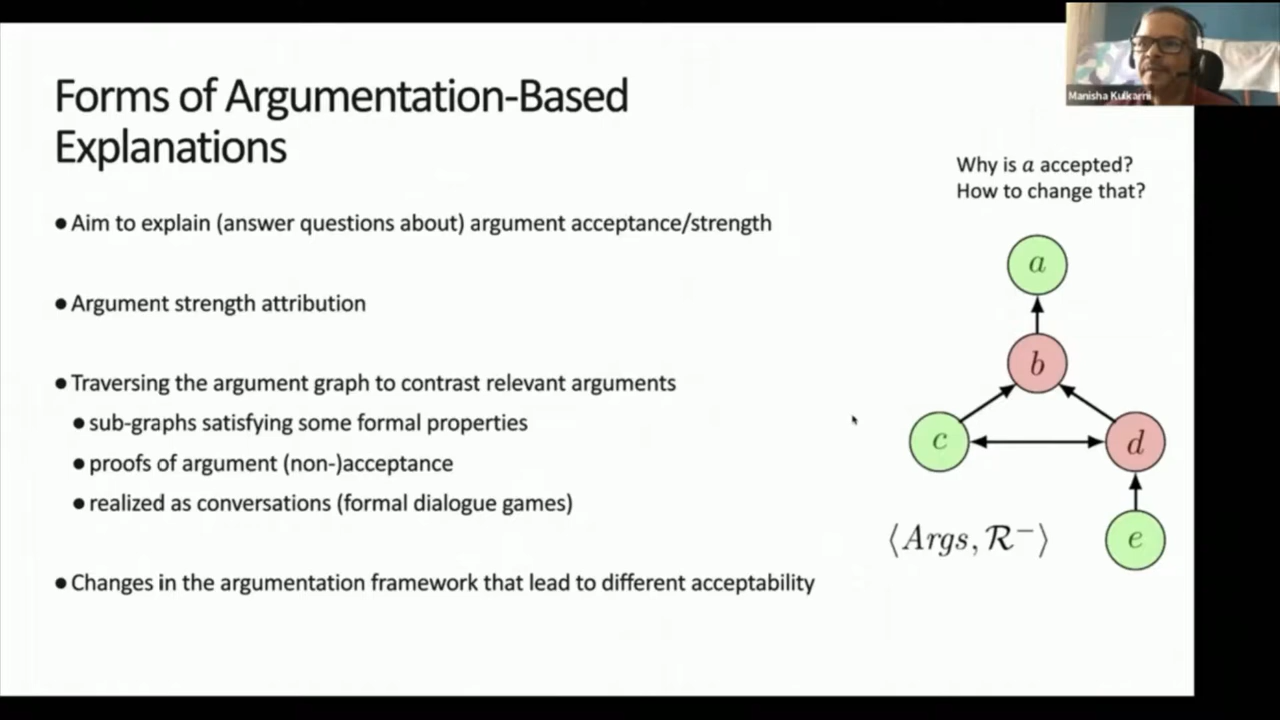 Forms of Argumentation-Based
Explanations
● Aim to explain (answer questions about) argument acceptance/strength
● Argument strength attribution
● Traversing the argument graph to contrast relevant arguments
● sub-graphs satisfying some formal properties
● proofs of argument (non-)acceptance
● realized as conversations (formal dialogue games)
● Changes in the argumentation framework that lead to different acceptability
Manisha Kulkarni
Why is a accepted?
How to change that?
a
b
c
d
e
⟨Args, ℛ⁻⟩